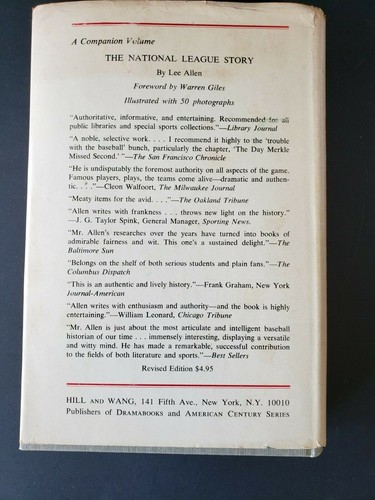 A Companion Volume
THE NATIONAL LEAGUE STORY
By Lee Allen
Foreword by Warren Giles
Illustrated with 50 photographs
"Authoritative, informative, and entertaining. Recommended for all
public libraries and special sports collections."—Library Journal
"A noble, selective work. . . . I recommend it highly to the 'trouble
with the baseball' bunch, particularly the chapter, 'The Day Merkle
Missed Second.' "—The San Francisco Chronicle
"He is undisputably the foremost authority on all aspects of the game.
Famous players, plays, the teams come alive—dramatic and authen-
tic. . . ."—Cleon Walfoort, The Milwaukee Journal
"Meaty items for the avid. . . ."—The Oakland Tribune
"Allen writes with frankness . . . throws new light on the history."
—J. G. Taylor Spink, General Manager, Sporting News.
"Mr. Allen's researches over the years have turned into books of
admirable fairness and wit. This one's a sustained delight."—The
Baltimore Sun
"Belongs on the shelf of both serious students and plain fans."—The
Columbus Dispatch
"This is an authentic and lively history."—Frank Graham, New York
Journal-American
"Allen writes with enthusiasm and authority—and the book is highly
entertaining."—William Leonard, Chicago Tribune
"Mr. Allen is just about the most articulate and intelligent baseball
historian of our time . . . immensely interesting, displaying a versatile
and witty mind. He has made a remarkable, successful contribution
to the fields of both literature and sports."—Best Sellers
Revised Edition $4.95
HILL AND WANG, 141 Fifth Ave., New York, N.Y. 10010
Publishers of DRAMABOOKS and AMERICAN CENTURY SERIES